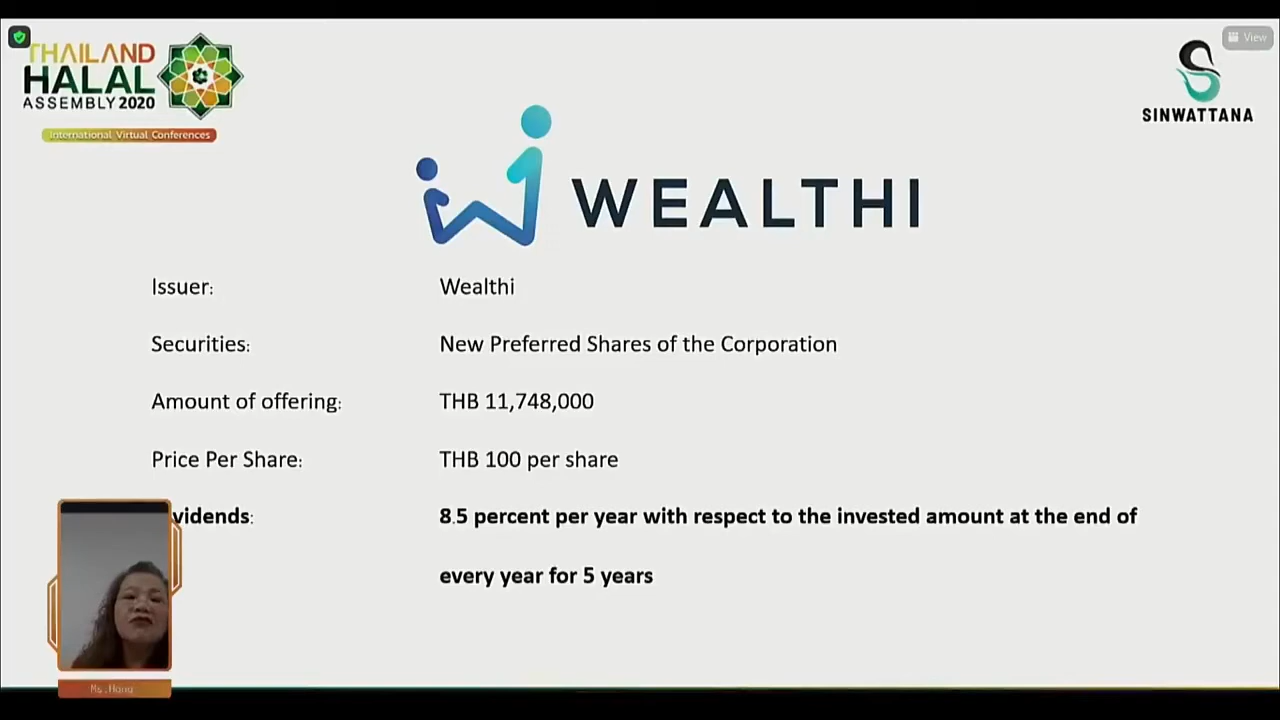 THAILAND
HALAL
ASSEMBLY 2020
International Virtual Conferences
View
SINWATTANA
WEALTHI
Issuer: Wealthi
Securities: New Preferred Shares of the Corporation
Amount of offering: THB 11,748,000
Price Per Share: THB 100 per share
vidends: 8.5 percent per year with respect to the invested amount at the end of
every year for 5 years